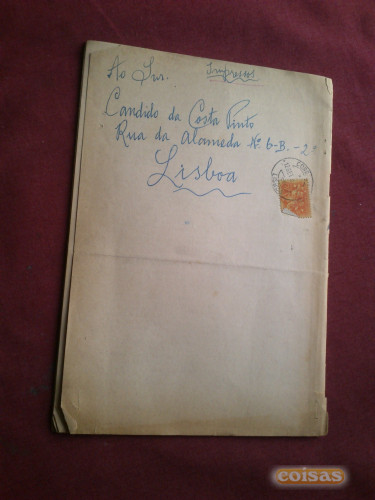 Ao Snr. Impressos
Candido da Costa Pinto
Rua da Alameda Nº 6-B.-2º
Lisboa
coisas